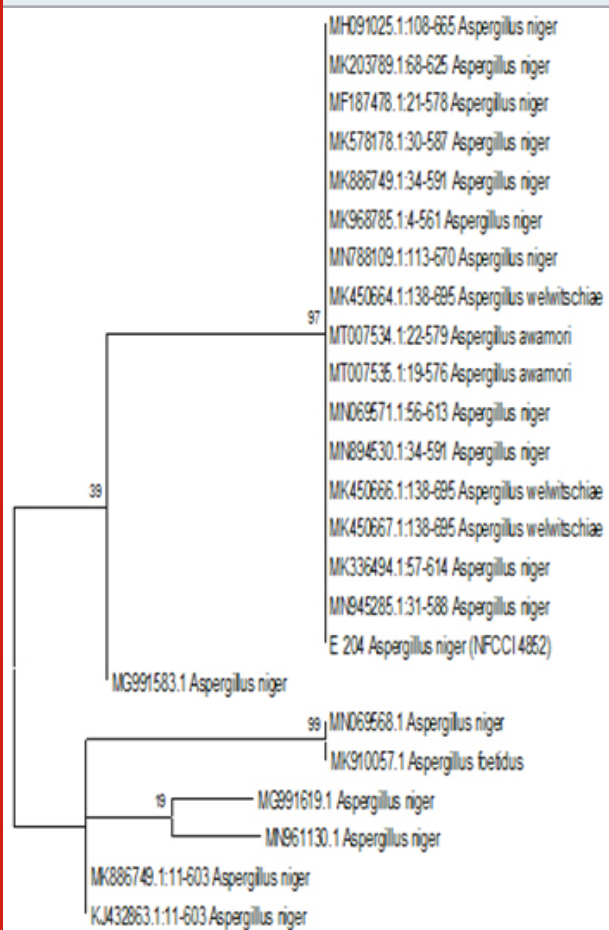 MH091025.1:108-665 Aspergillus niger
MK203789.1:68-625 Aspergillus niger
MF187478.1:21-578 Aspergillus niger
MK578178.1:30-587 Aspergillus niger
MK886749.1:34-591 Aspergillus niger
MK968785.1:4-561 Aspergillus niger
MN788109.1:113-670 Aspergillus niger
MK450664.1:138-695 Aspergillus welwitschiae
97
MT007534.1:22-579 Aspergillus awamori
MT007535.1:19-576 Aspergillus awamori
MN069571.1:56-613 Aspergillus niger
MN894530.1:34-591 Aspergillus niger
39
MK450666.1:138-695 Aspergillus welwitschiae
MK450667.1:138-695 Aspergillus welwitschiae
MK336494.1:57-614 Aspergillus niger
MN945285.1:31-588 Aspergillus niger
E 204 Aspergillus niger (NFCCI 4852)
MG991583.1 Aspergillus niger
99
MN069568.1 Aspergillus niger
MK910057.1 Aspergillus foetidus
19
MG991619.1 Aspergillus niger
MN961130.1 Aspergillus niger
MK886749.1:11-603 Aspergillus niger
KJ432863.1:11-603 Aspergillus niger